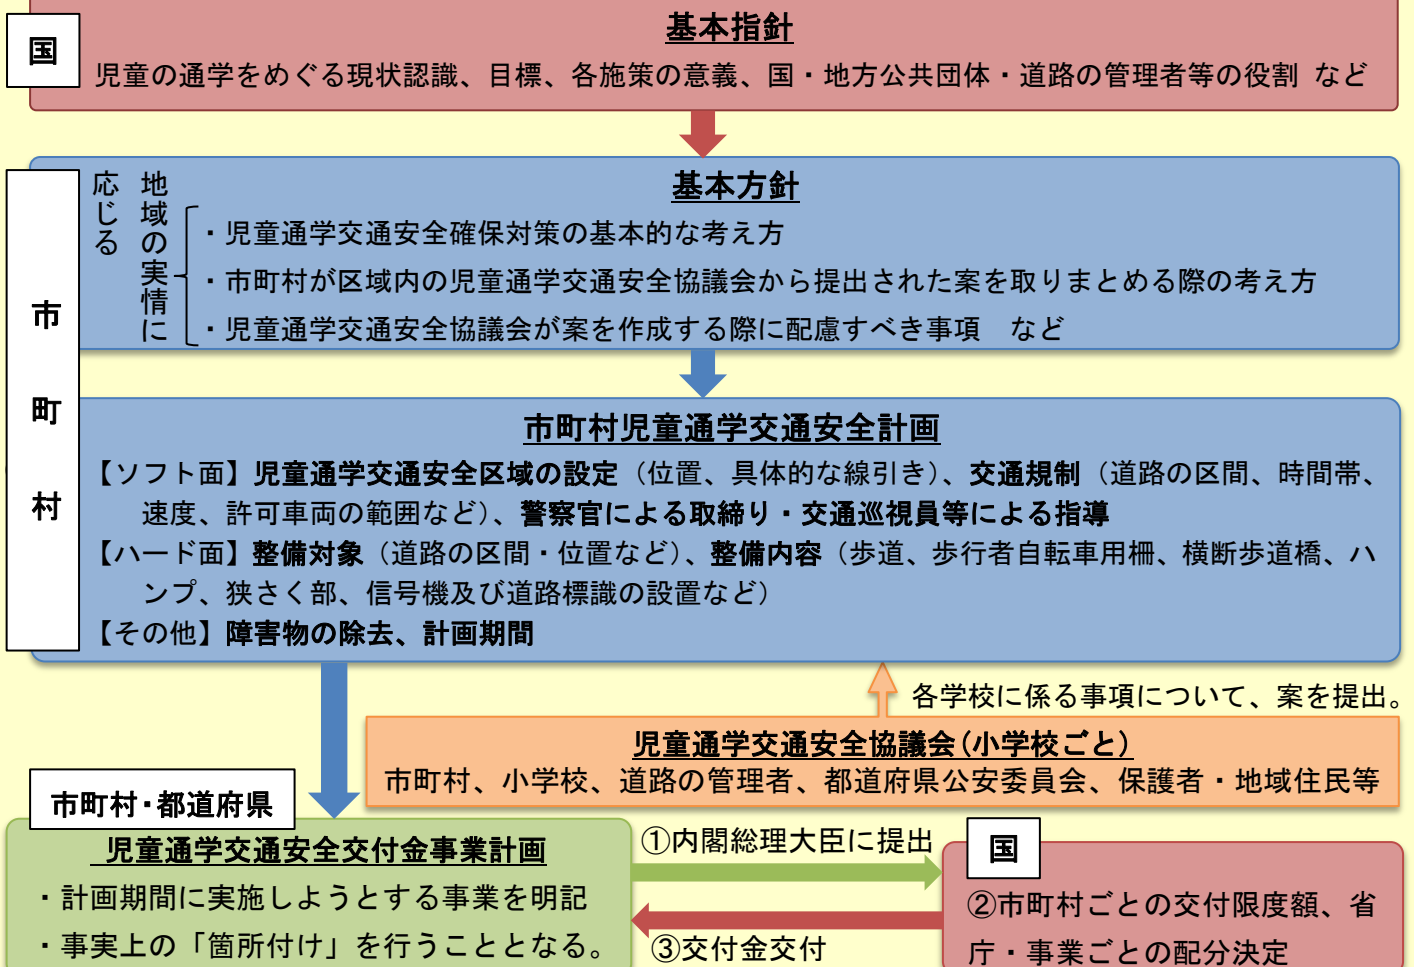 国
基本指針
児童の通学をめぐる現状認識、目標、各施策の意義、国・地方公共団体・道路の管理者等の役割 など
市町村
地域の実情に
応じる
基本方針
・児童通学交通安全確保対策の基本的な考え方
・市町村が区域内の児童通学交通安全協議会から提出された案を取りまとめる際の考え方
・児童通学交通安全協議会が案を作成する際に配慮すべき事項　など
市町村児童通学交通安全計画
【ソフト面】児童通学交通安全区域の設定（位置、具体的な線引き）、交通規制（道路の区間、時間帯、
速度、許可車両の範囲など）、警察官による取締り・交通巡視員等による指導
【ハード面】整備対象（道路の区間・位置など）、整備内容（歩道、歩行者自転車用柵、横断歩道橋、ハ
ンプ、狭さく部、信号機及び道路標識の設置など）
【その他】障害物の除去、計画期間
各学校に係る事項について、案を提出。
児童通学交通安全協議会(小学校ごと)
市町村、小学校、道路の管理者、都道府県公安委員会、保護者・地域住民等
市町村・都道府県
児童通学交通安全交付金事業計画
・計画期間に実施しようとする事業を明記
・事実上の「箇所付け」を行うこととなる。
①内閣総理大臣に提出
③交付金交付
国
②市町村ごとの交付限度額、省
庁・事業ごとの配分決定